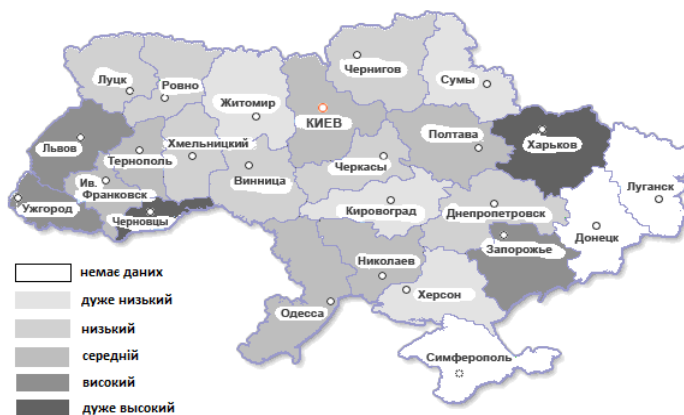 Чернигов
Луцк
Ровно
Сумы
Житомир
КИЕВ
Львов
Полтава
Харьков
Хмельницкий
Тернополь
Черкасы
Винница
Луганск
Ив.
Франковск
Ужгород
Черновцы
Кировоград
Днепропетровск
Запорожье
Донецк
Николаев
Херсон
Одесса
Симферополь
немає даних
дуже низький
низький
середній
високий
дуже высокий